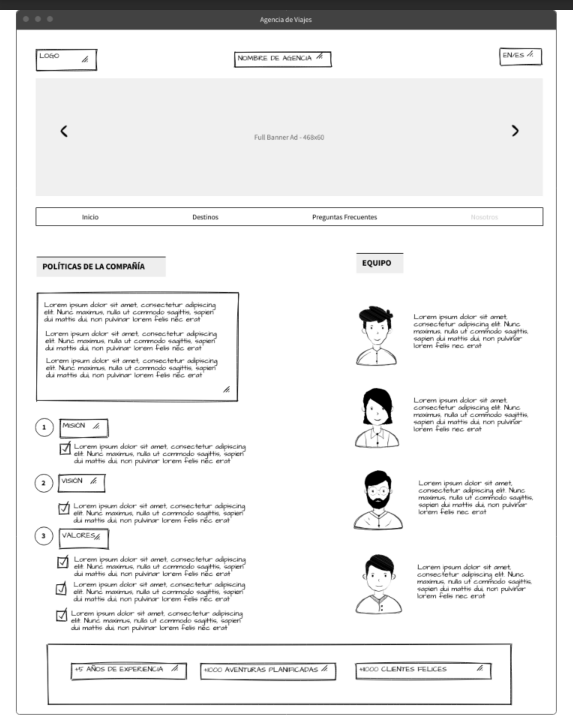 Agencia de Viajes
LOGO
NOMBRE DE AGENCIA
EN/ES
Full Banner Ad - 468x60
Inicio
Destinos
Preguntas Frecuentes
Nosotros
POLÍTICAS DE LA COMPAÑÍA
Lorem ipsum dolor sit amet, consectetur adipiscing
elit. Nunc maximus, nulla ut commodo sagittis, sapien
dui mattis dui, non pulvinar lorem felis nec erat
Lorem ipsum dolor sit amet, consectetur adipiscing
elit. Nunc maximus, nulla ut commodo sagittis, sapien
dui mattis dui, non pulvinar lorem felis nec erat
Lorem ipsum dolor sit amet, consectetur adipiscing
elit. Nunc maximus, nulla ut commodo sagittis, sapien
dui mattis dui, non pulvinar lorem felis nec erat
1
MISIÓN
Lorem ipsum dolor sit amet, consectetur adipiscing
elit. Nunc maximus, nulla ut commodo sagittis, sapien
dui mattis dui, non pulvinar lorem felis nec erat
2
VISIÓN
Lorem ipsum dolor sit amet, consectetur adipiscing
elit. Nunc maximus, nulla ut commodo sagittis, sapien
dui mattis dui, non pulvinar lorem felis nec erat
3
VALORES
Lorem ipsum dolor sit amet, consectetur adipiscing
elit. Nunc maximus, nulla ut commodo sagittis, sapien
dui mattis dui, non pulvinar lorem felis nec erat
Lorem ipsum dolor sit amet, consectetur adipiscing
elit. Nunc maximus, nulla ut commodo sagittis, sapien
dui mattis dui, non pulvinar lorem felis nec erat
Lorem ipsum dolor sit amet, consectetur adipiscing
elit. Nunc maximus, nulla ut commodo sagittis, sapien
dui mattis dui, non pulvinar lorem felis nec erat
EQUIPO
Lorem ipsum dolor sit amet,
consectetur adipiscing elit. Nunc
maximus, nulla ut commodo sagittis,
sapien dui mattis dui, non pulvinar
lorem felis nec erat
Lorem ipsum dolor sit amet,
consectetur adipiscing elit. Nunc
maximus, nulla ut commodo sagittis,
sapien dui mattis dui, non pulvinar
lorem felis nec erat
Lorem ipsum dolor sit amet,
consectetur adipiscing elit. Nunc
maximus, nulla ut commodo sagittis,
sapien dui mattis dui, non pulvinar
lorem felis nec erat
Lorem ipsum dolor sit amet,
consectetur adipiscing elit. Nunc
maximus, nulla ut commodo sagittis,
sapien dui mattis dui, non pulvinar
lorem felis nec erat
+5 AÑOS DE EXPERIENCIA
+1000 AVENTURAS PLANIFICADAS
+1000 CLIENTES FELICES